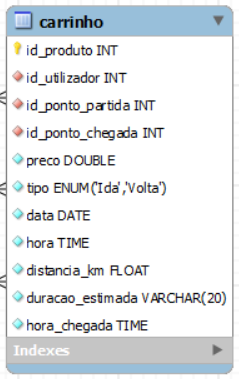 carrinho
id_produto INT
id_utilizador INT
id_ponto_partida INT
id_ponto_chegada INT
preco DOUBLE
tipo ENUM('Ida','Volta')
data DATE
hora TIME
distancia_km FLOAT
duracao_estimada VARCHAR(20)
hora_chegada TIME
Indexes